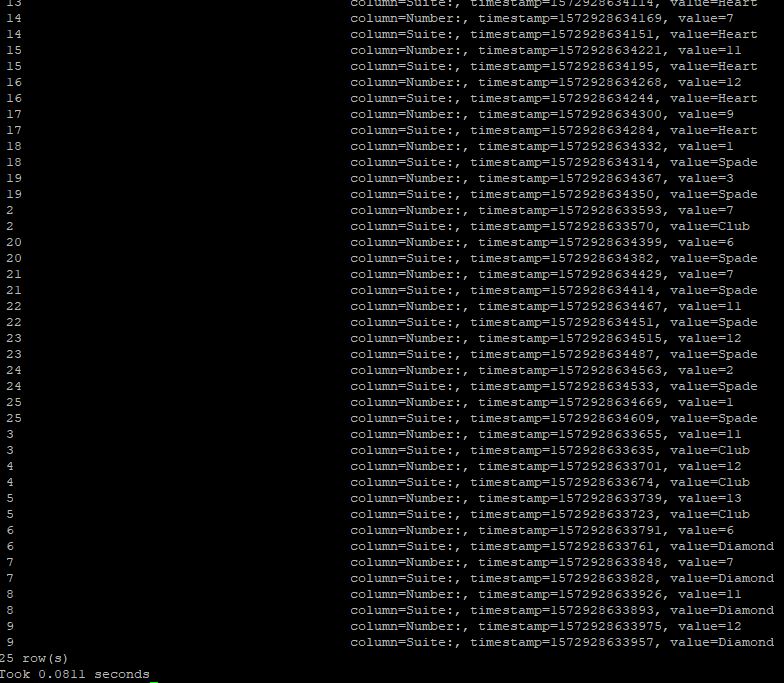 13 column=Suite:, timestamp=1572928634114, value=Heart
14 column=Number:, timestamp=1572928634169, value=7
14 column=Suite:, timestamp=1572928634151, value=Heart
15 column=Number:, timestamp=1572928634221, value=11
15 column=Suite:, timestamp=1572928634195, value=Heart
16 column=Number:, timestamp=1572928634268, value=12
16 column=Suite:, timestamp=1572928634244, value=Heart
17 column=Number:, timestamp=1572928634300, value=9
17 column=Suite:, timestamp=1572928634284, value=Heart
18 column=Number:, timestamp=1572928634332, value=1
18 column=Suite:, timestamp=1572928634314, value=Spade
19 column=Number:, timestamp=1572928634367, value=3
19 column=Suite:, timestamp=1572928634350, value=Spade
2 column=Number:, timestamp=1572928633593, value=7
2 column=Suite:, timestamp=1572928633570, value=Club
20 column=Number:, timestamp=1572928634399, value=6
20 column=Suite:, timestamp=1572928634382, value=Spade
21 column=Number:, timestamp=1572928634429, value=7
21 column=Suite:, timestamp=1572928634414, value=Spade
22 column=Number:, timestamp=1572928634467, value=11
22 column=Suite:, timestamp=1572928634451, value=Spade
23 column=Number:, timestamp=1572928634515, value=12
23 column=Suite:, timestamp=1572928634487, value=Spade
24 column=Number:, timestamp=1572928634563, value=2
24 column=Suite:, timestamp=1572928634533, value=Spade
25 column=Number:, timestamp=1572928634669, value=1
25 column=Suite:, timestamp=1572928634609, value=Spade
3 column=Number:, timestamp=1572928633655, value=11
3 column=Suite:, timestamp=1572928633635, value=Club
4 column=Number:, timestamp=1572928633701, value=12
4 column=Suite:, timestamp=1572928633674, value=Club
5 column=Number:, timestamp=1572928633739, value=13
5 column=Suite:, timestamp=1572928633723, value=Club
6 column=Number:, timestamp=1572928633791, value=6
6 column=Suite:, timestamp=1572928633761, value=Diamond
7 column=Number:, timestamp=1572928633848, value=7
7 column=Suite:, timestamp=1572928633828, value=Diamond
8 column=Number:, timestamp=1572928633926, value=11
8 column=Suite:, timestamp=1572928633893, value=Diamond
9 column=Number:, timestamp=1572928633975, value=12
9 column=Suite:, timestamp=1572928633957, value=Diamond
25 row(s)
Took 0.0811 seconds